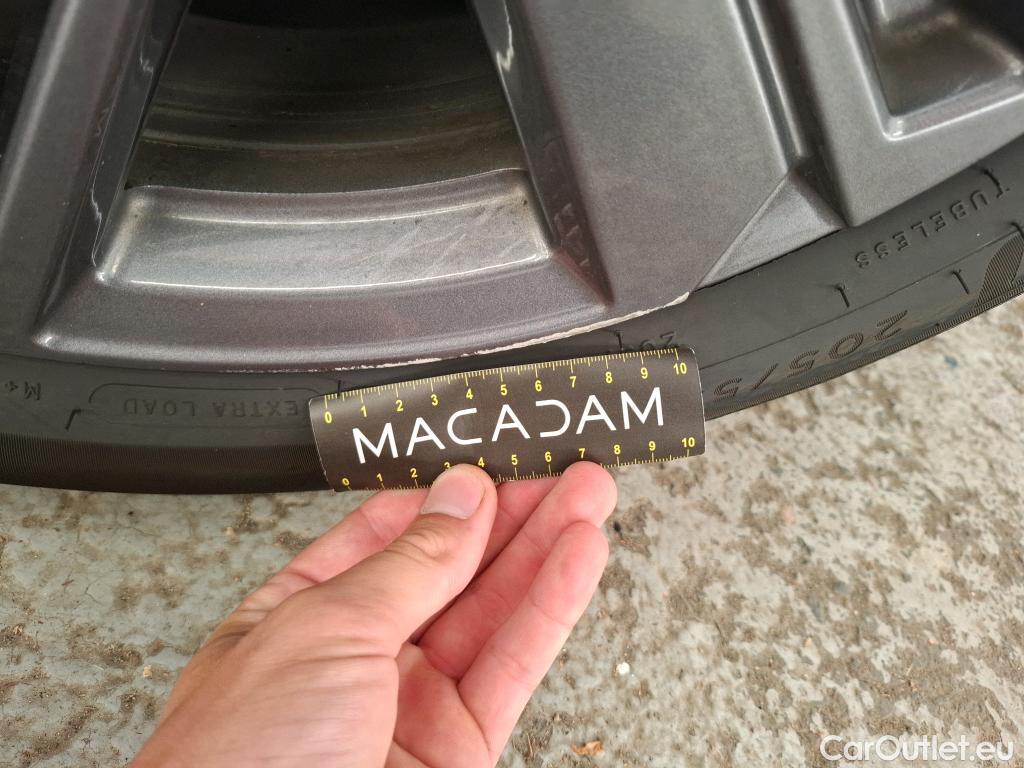 TUBELESS
205/5
EXTRA LOAD
M+
0 1 2 3 4 5 6 7 8 9 10
MACADAM
0 1 2 3 4 5 6 7 8 9 10
CarOutlet.eu